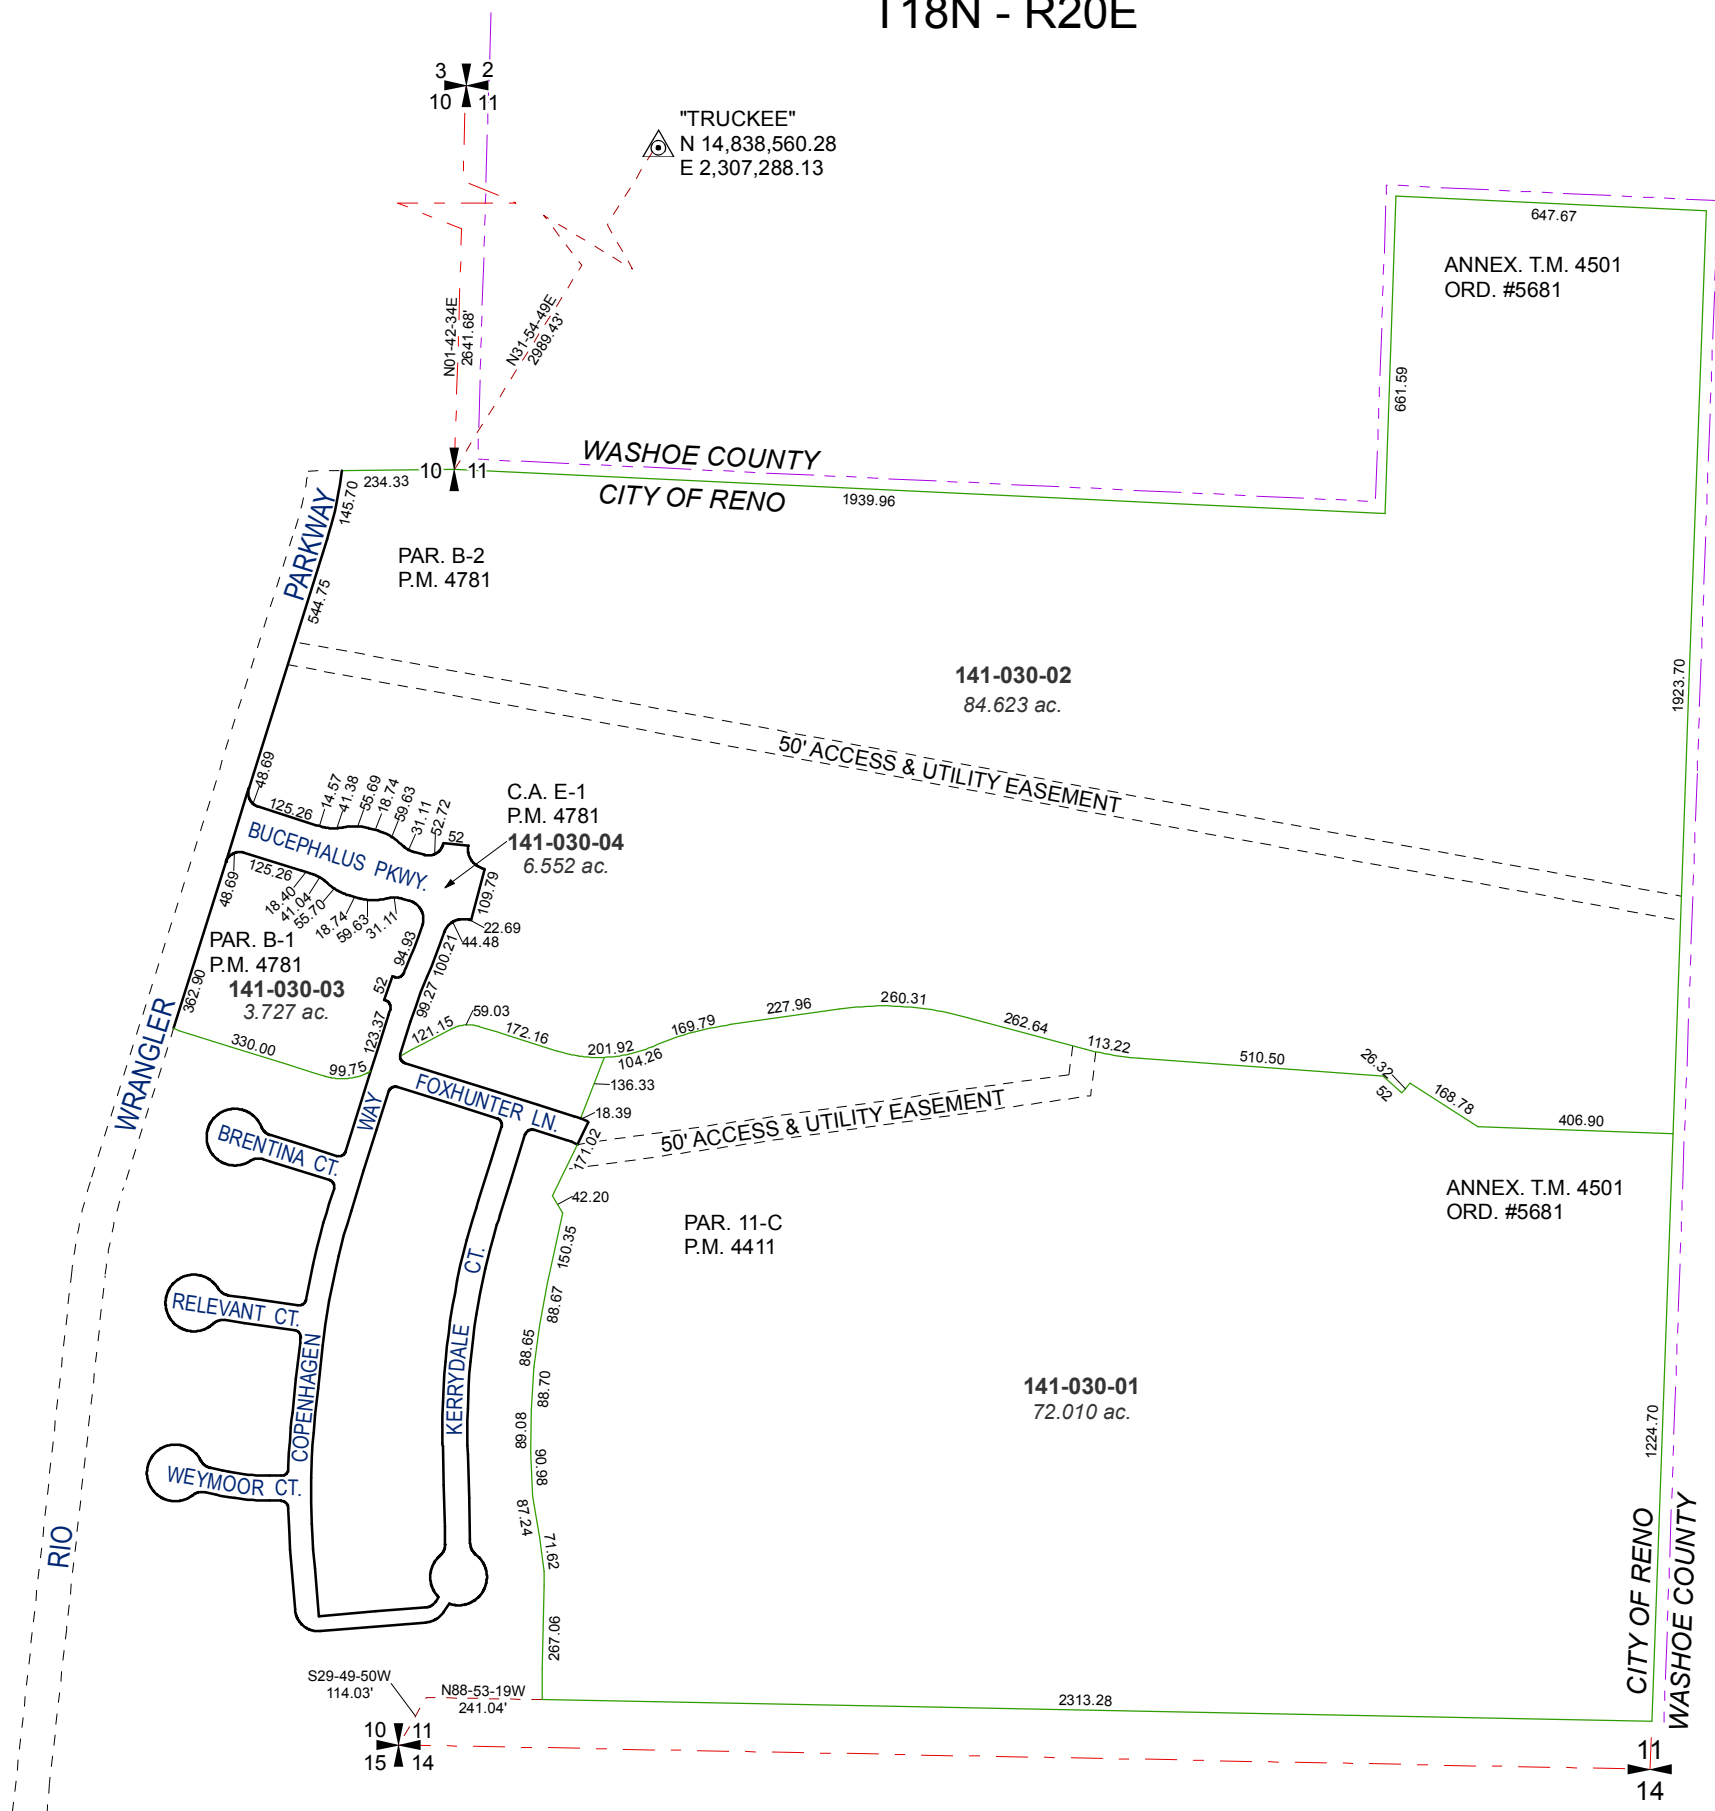 T18N - R20E
3 2
10 11
"TRUCKEE"
N 14,838,560.28
E 2,307,288.13
647.67
ANNEX. T.M. 4501
ORD. #5681
N01-42-34E
2641.68'
N31-54-49E
2989.43'
661.59
WASHOE COUNTY
10 11
234.33
CITY OF RENO
1939.96
145.70
PARKWAY
PAR. B-2
P.M. 4781
544.75
141-030-02
84.623 ac.
1923.70
50' ACCESS & UTILITY EASEMENT
48.69
125.26
14.57
41.38
55.69
18.74
59.63
31.11
52.72
52
C.A. E-1
P.M. 4781
141-030-04
6.552 ac.
BUCEPHALUS PKWY.
109.79
48.69
125.26
18.40
41.04
55.70
18.74
59.63
31.11
22.69
44.48
94.93
100.21
PAR. B-1
P.M. 4781
141-030-03
3.727 ac.
362.90
52
99.27
123.37
121.15
59.03
172.16
201.92
104.26
169.79
227.96
260.31
262.64
113.22
510.50
26.32
52
168.78
406.90
WRANGLER
330.00
99.75
136.33
18.39
FOXHUNTER LN.
WAY
50' ACCESS & UTILITY EASEMENT
171.02
BRENTINA CT.
42.20
ANNEX. T.M. 4501
ORD. #5681
PAR. 11-C
P.M. 4411
150.35
CT.
88.67
RELEVANT CT.
88.65
KERRYDALE
COPENHAGEN
88.70
141-030-01
72.010 ac.
80.68
90.98
1224.70
WEYMOOR CT.
87.24
71.62
RIO
CITY OF RENO
WASHOE COUNTY
267.06
S29-49-50W
114.03'
N88-53-19W
241.04'
2313.28
10 11
15 14
11
14